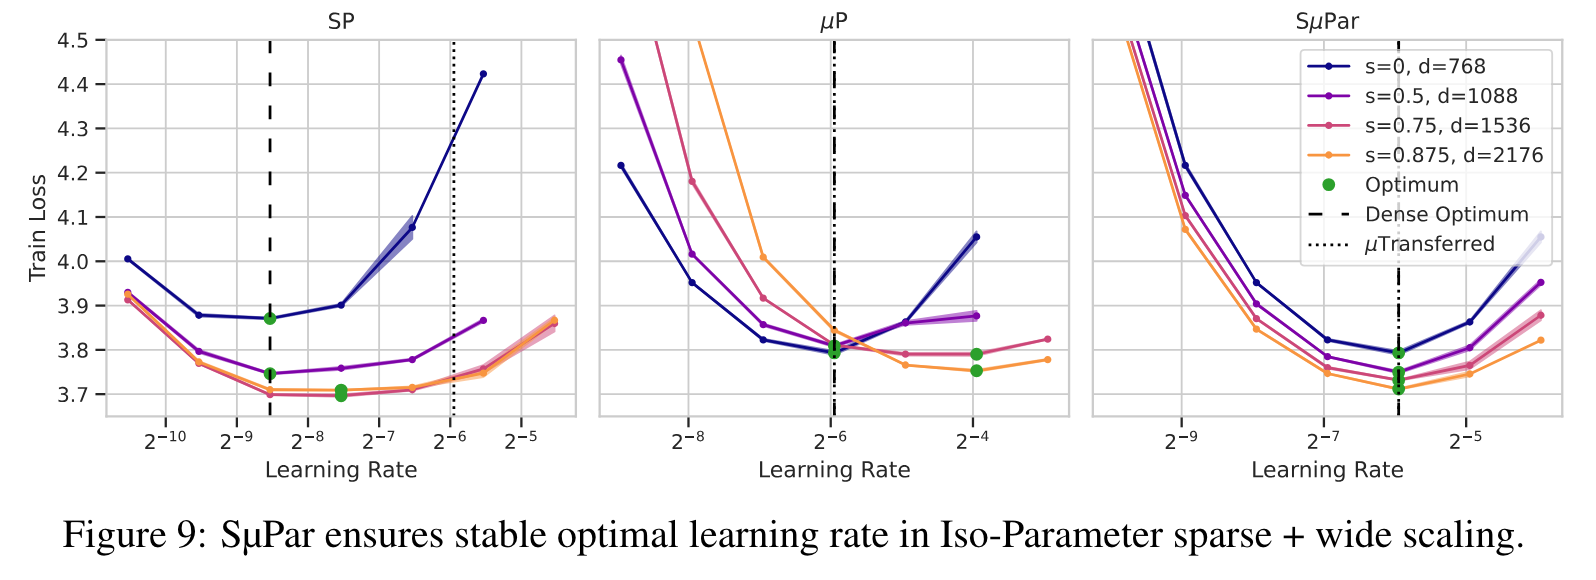 SP
μP
SμPar
Train Loss
4.5
4.4
4.3
4.2
4.1
4.0
3.9
3.8
3.7
2⁻¹⁰ 2⁻⁹ 2⁻⁸ 2⁻⁷ 2⁻⁶ 2⁻⁵
Learning Rate
2⁻⁸ 2⁻⁶ 2⁻⁴
Learning Rate
s=0, d=768
s=0.5, d=1088
s=0.75, d=1536
s=0.875, d=2176
Optimum
Dense Optimum
μTransferred
2⁻⁹ 2⁻⁷ 2⁻⁵
Learning Rate
Figure 9: SμPar ensures stable optimal learning rate in Iso-Parameter sparse + wide scaling.